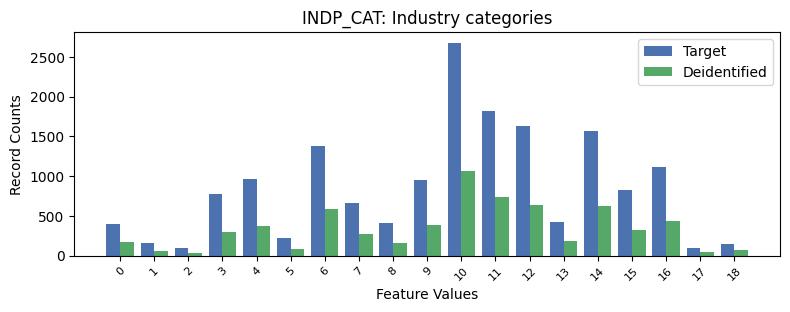 INDP_CAT: Industry categories
Target
Deidentified
Record Counts
2500
2000
1500
1000
500
0
0 1 2 3 4 5 6 7 8 9 10 11 12 13 14 15 16 17 18
Feature Values